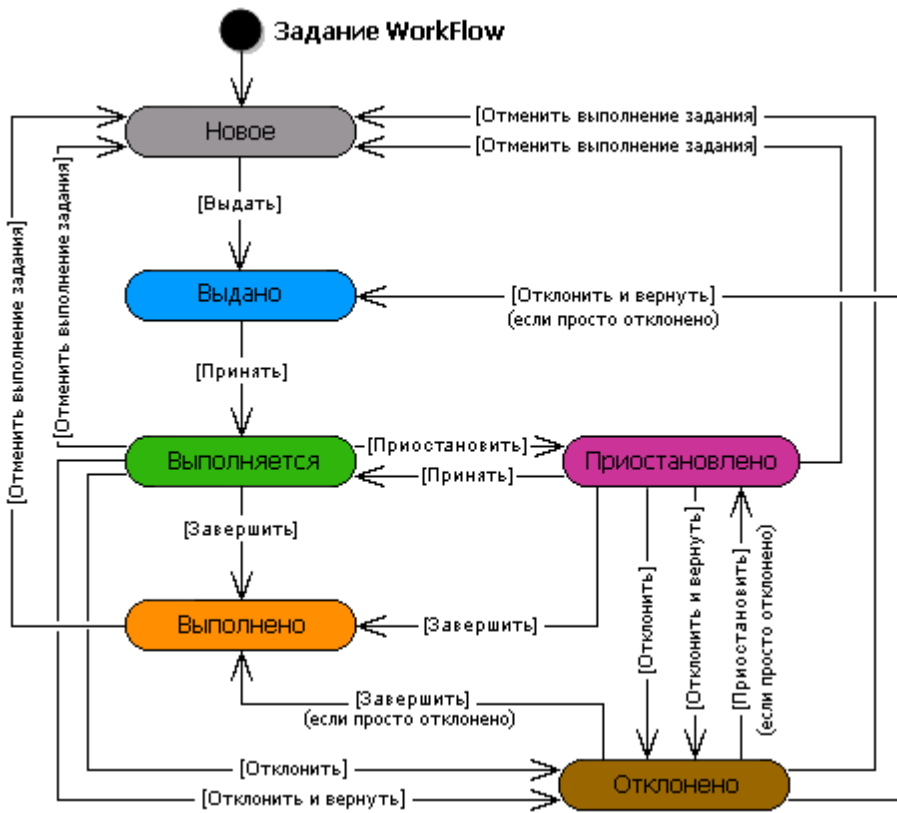 Задание WorkFlow
Новое
[Отменить выполнение задания]
[Отменить выполнение задания]
[Выдать]
[Отменить выполнение задания]
[Отменить выполнение задания]
Выдано
[Отклонить и вернуть]
(если просто отклонено)
[Принять]
Выполняется
[Приостановить]
[Принять]
Приостановлено
[Завершить]
[Отклонить]
[Отклонить и вернуть]
[Приостановить]
(если просто отклонено)
Выполнено
[Завершить]
[Завершить]
(если просто отклонено)
[Отклонить]
[Отклонить и вернуть]
Отклонено